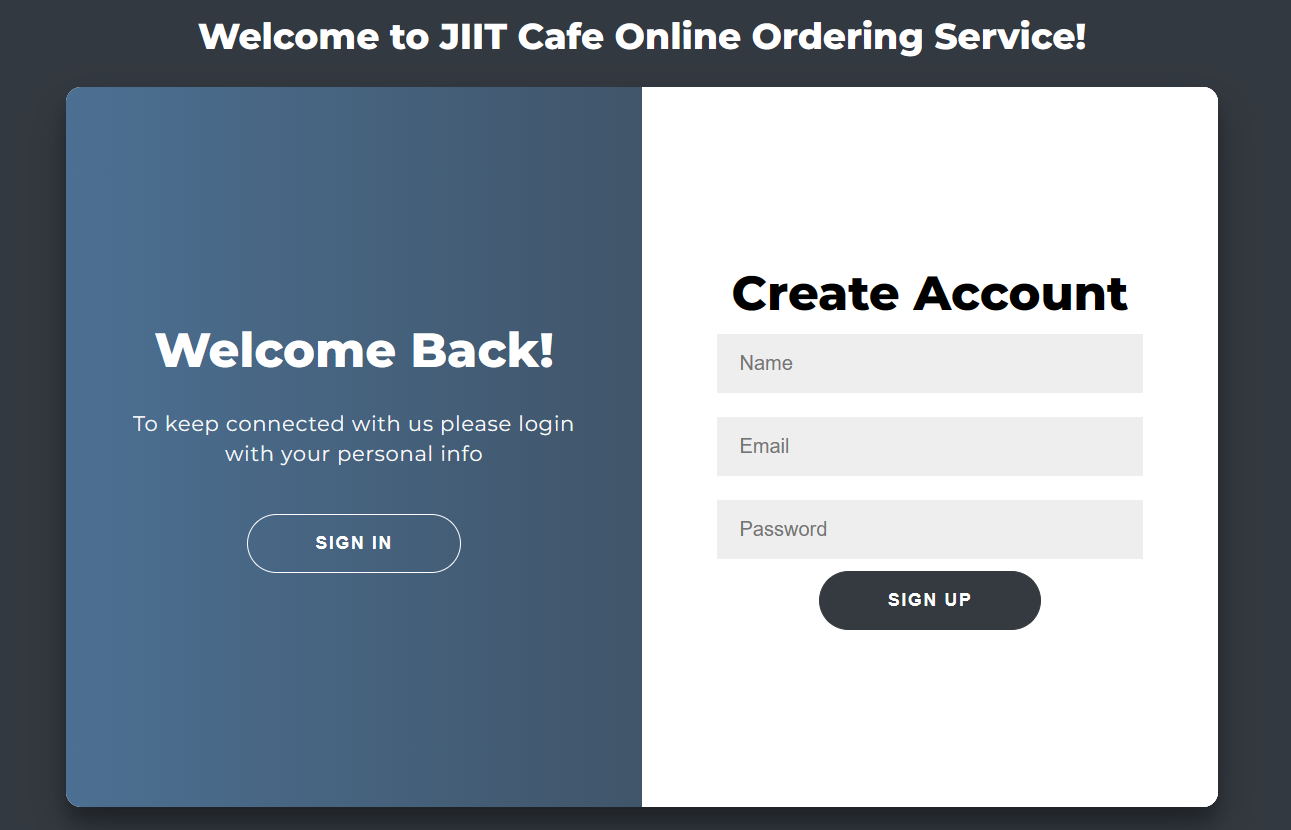 Welcome to JIIT Cafe Online Ordering Service!
Welcome Back!
To keep connected with us please login
with your personal info
SIGN IN
Create Account
Name
Email
Password
SIGN UP